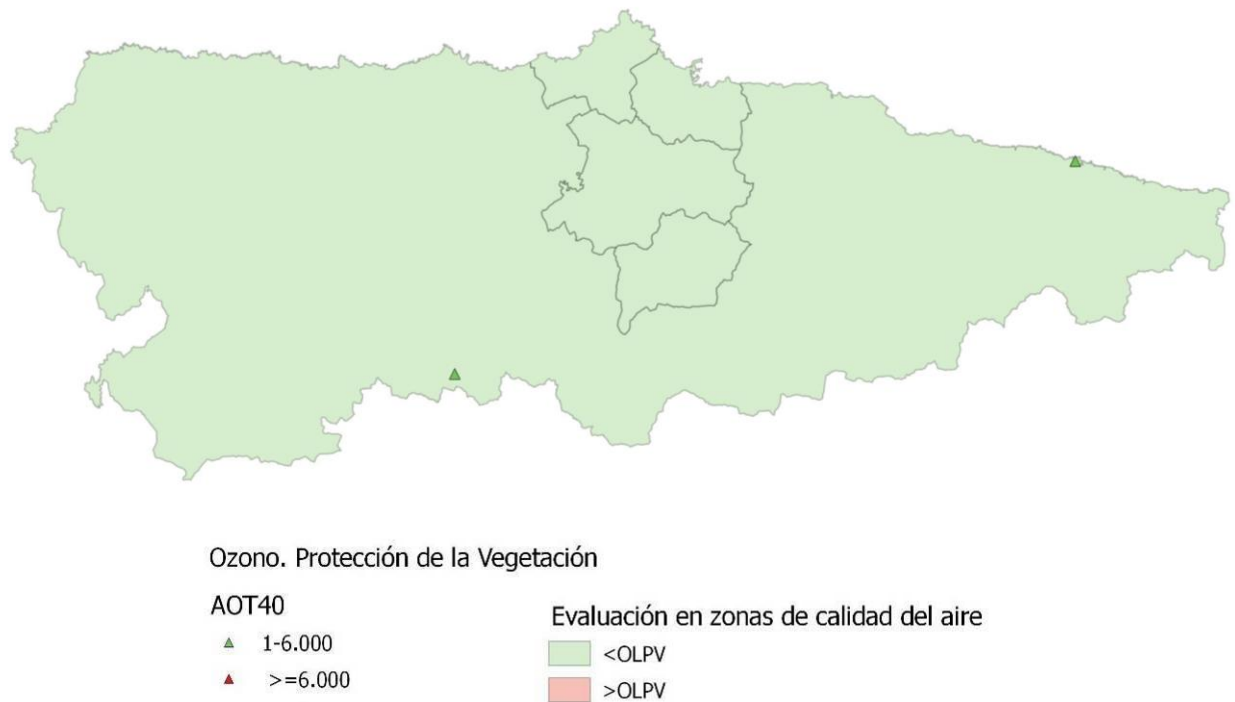 Ozono. Protección de la Vegetación
AOT40
1-6.000
>=6.000
Evaluación en zonas de calidad del aire
<OLPV
>OLPV